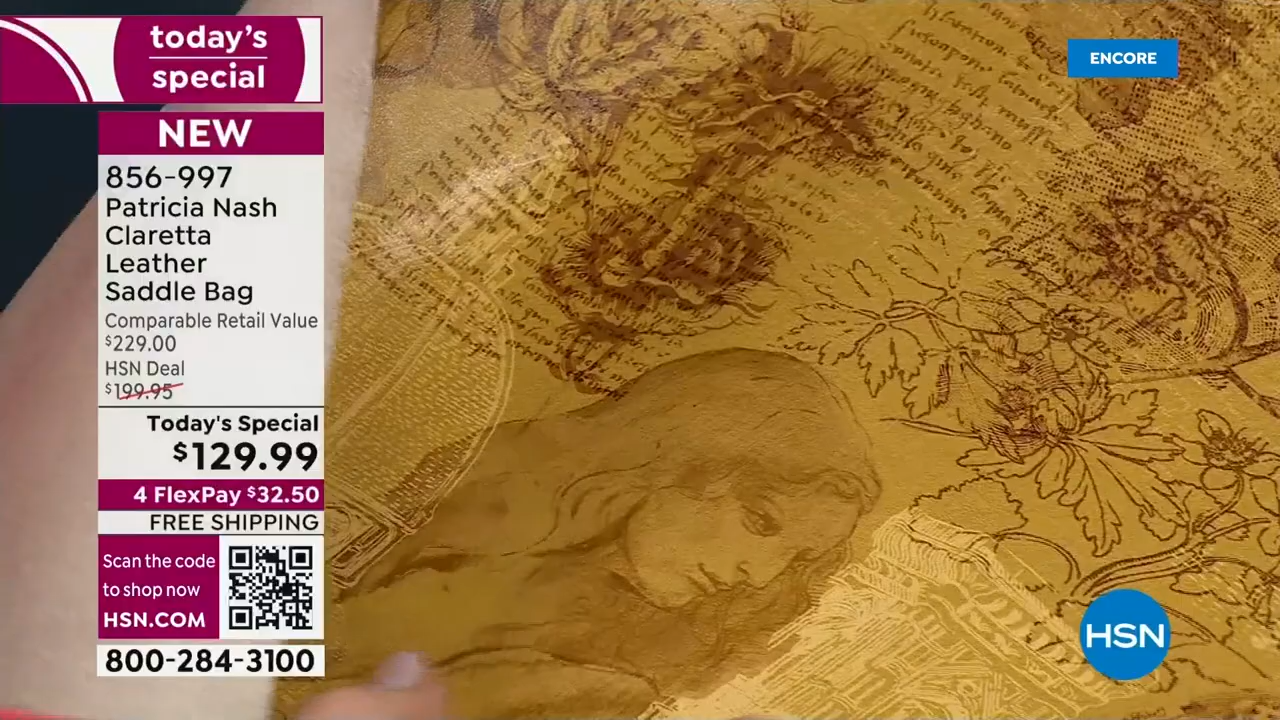 today's
special
ENCORE
NEW
856-997
Patricia Nash
Claretta
Leather
Saddle Bag
Comparable Retail Value
$229.00
HSN Deal
$199.95
Today's Special
$129.99
4 FlexPay $32.50
FREE SHIPPING
Scan the code
to shop now
HSN.COM
800-284-3100
HSN